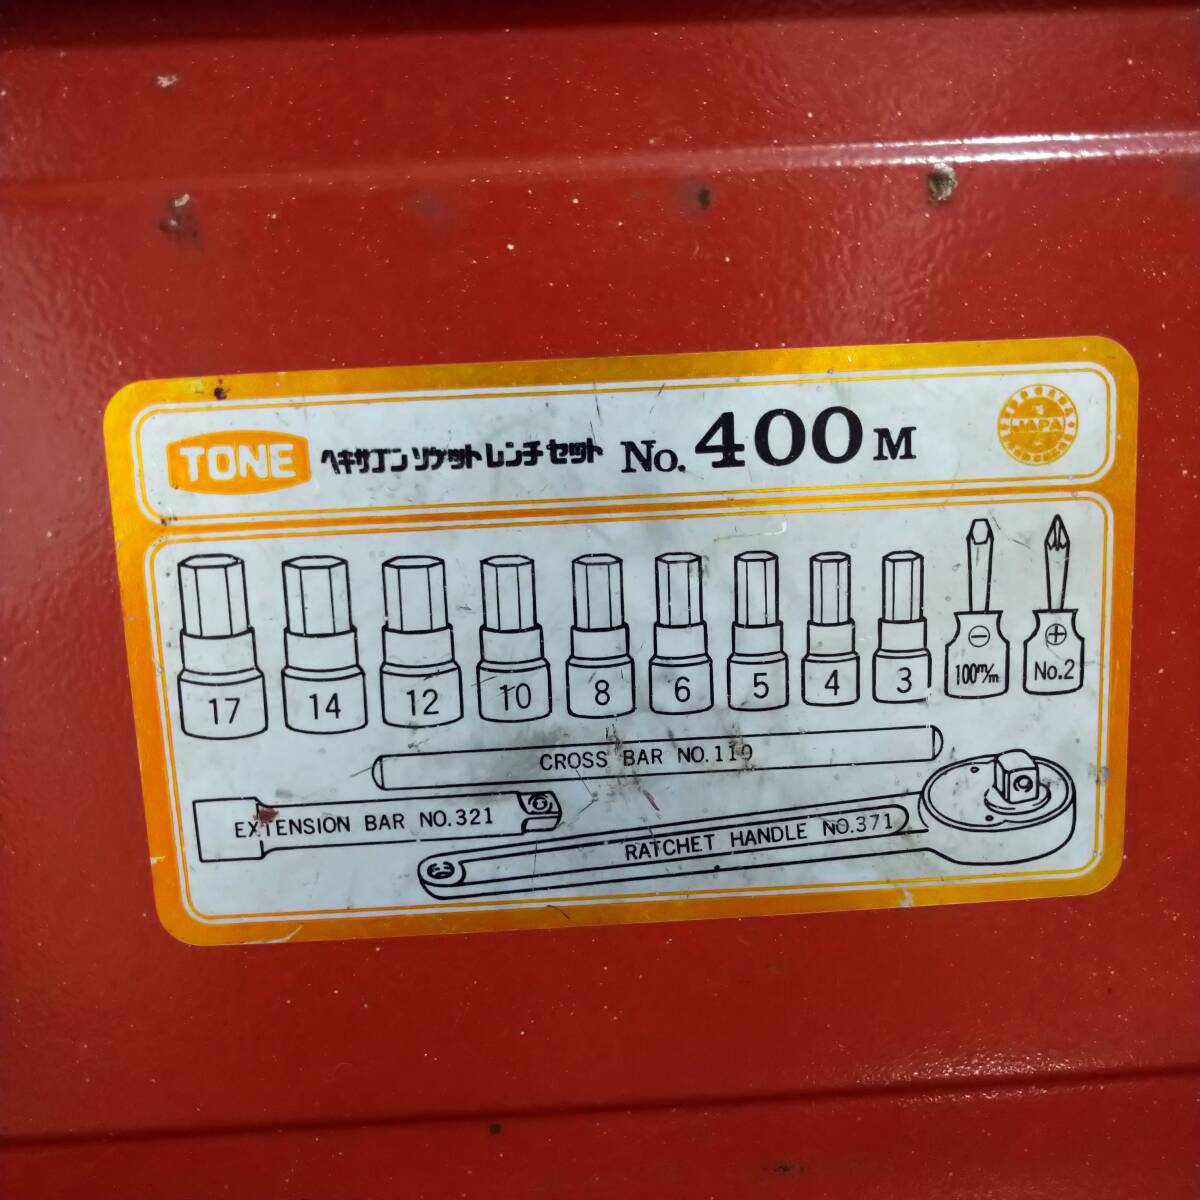 TONE ヘキサゴン ソケット レンチ セット No. 400 M
JAPA
17 14 12 10 8 6 5 4 3 100m/m No.2
CROSS BAR NO.119
EXTENSION BAR NO.321
RATCHET HANDLE NO.371